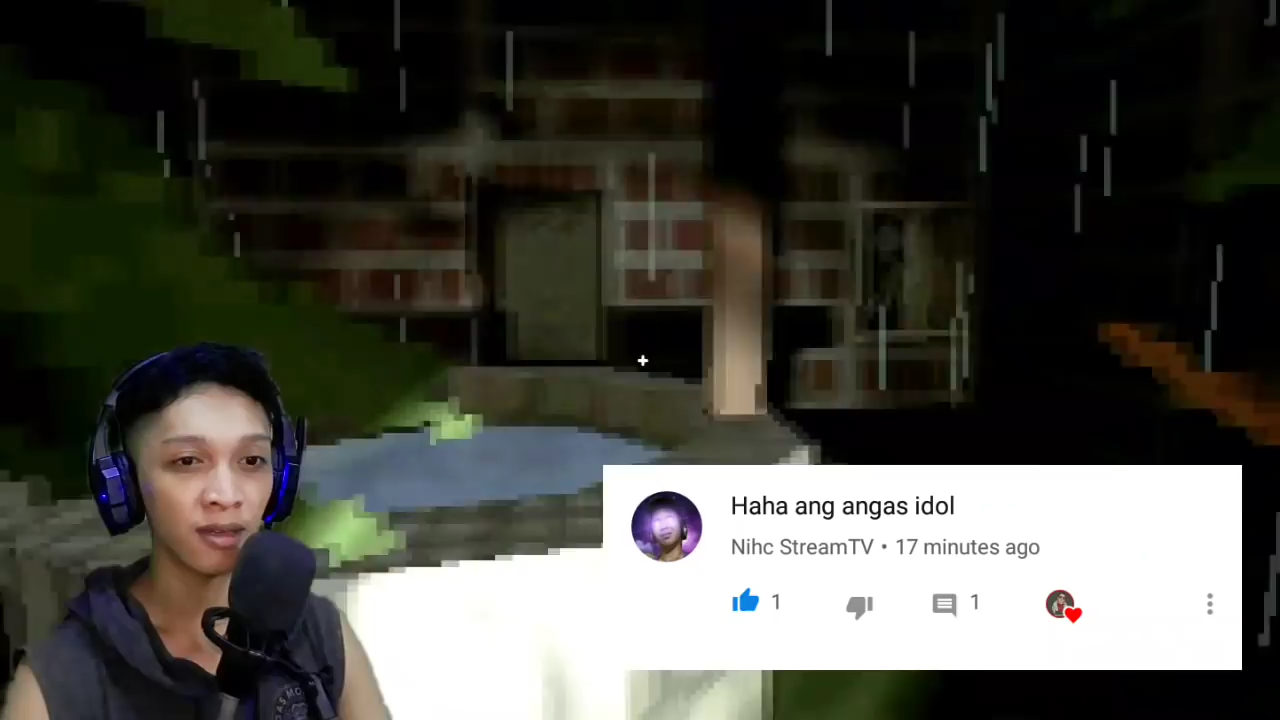 Haha ang angas idol
Nihc StreamTV • 17 minutes ago
1
1